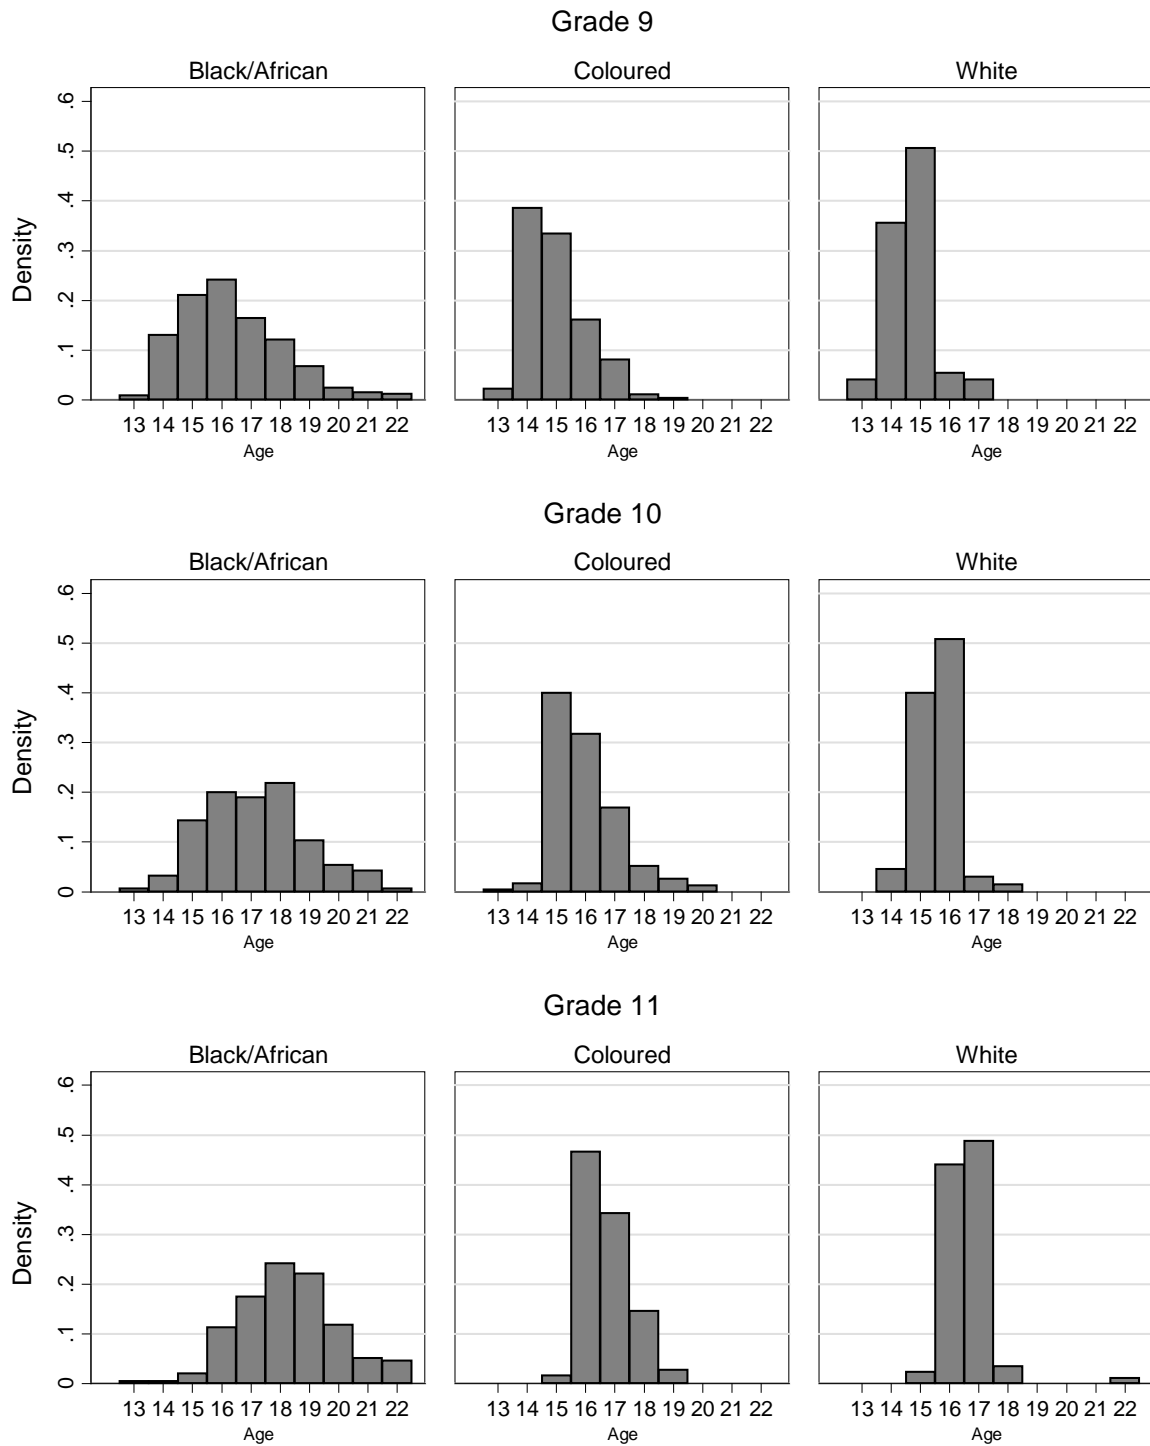 Grade 9
Black/African Coloured White
Density
.6
.5
.4
.3
.2
.1
0
13 14 15 16 17 18 19 20 21 22 13 14 15 16 17 18 19 20 21 22 13 14 15 16 17 18 19 20 21 22
Age Age Age
Grade 10
Black/African Coloured White
Density
.6
.5
.4
.3
.2
.1
0
13 14 15 16 17 18 19 20 21 22 13 14 15 16 17 18 19 20 21 22 13 14 15 16 17 18 19 20 21 22
Age Age Age
Grade 11
Black/African Coloured White
Density
.6
.5
.4
.3
.2
.1
0
13 14 15 16 17 18 19 20 21 22 13 14 15 16 17 18 19 20 21 22 13 14 15 16 17 18 19 20 21 22
Age Age Age